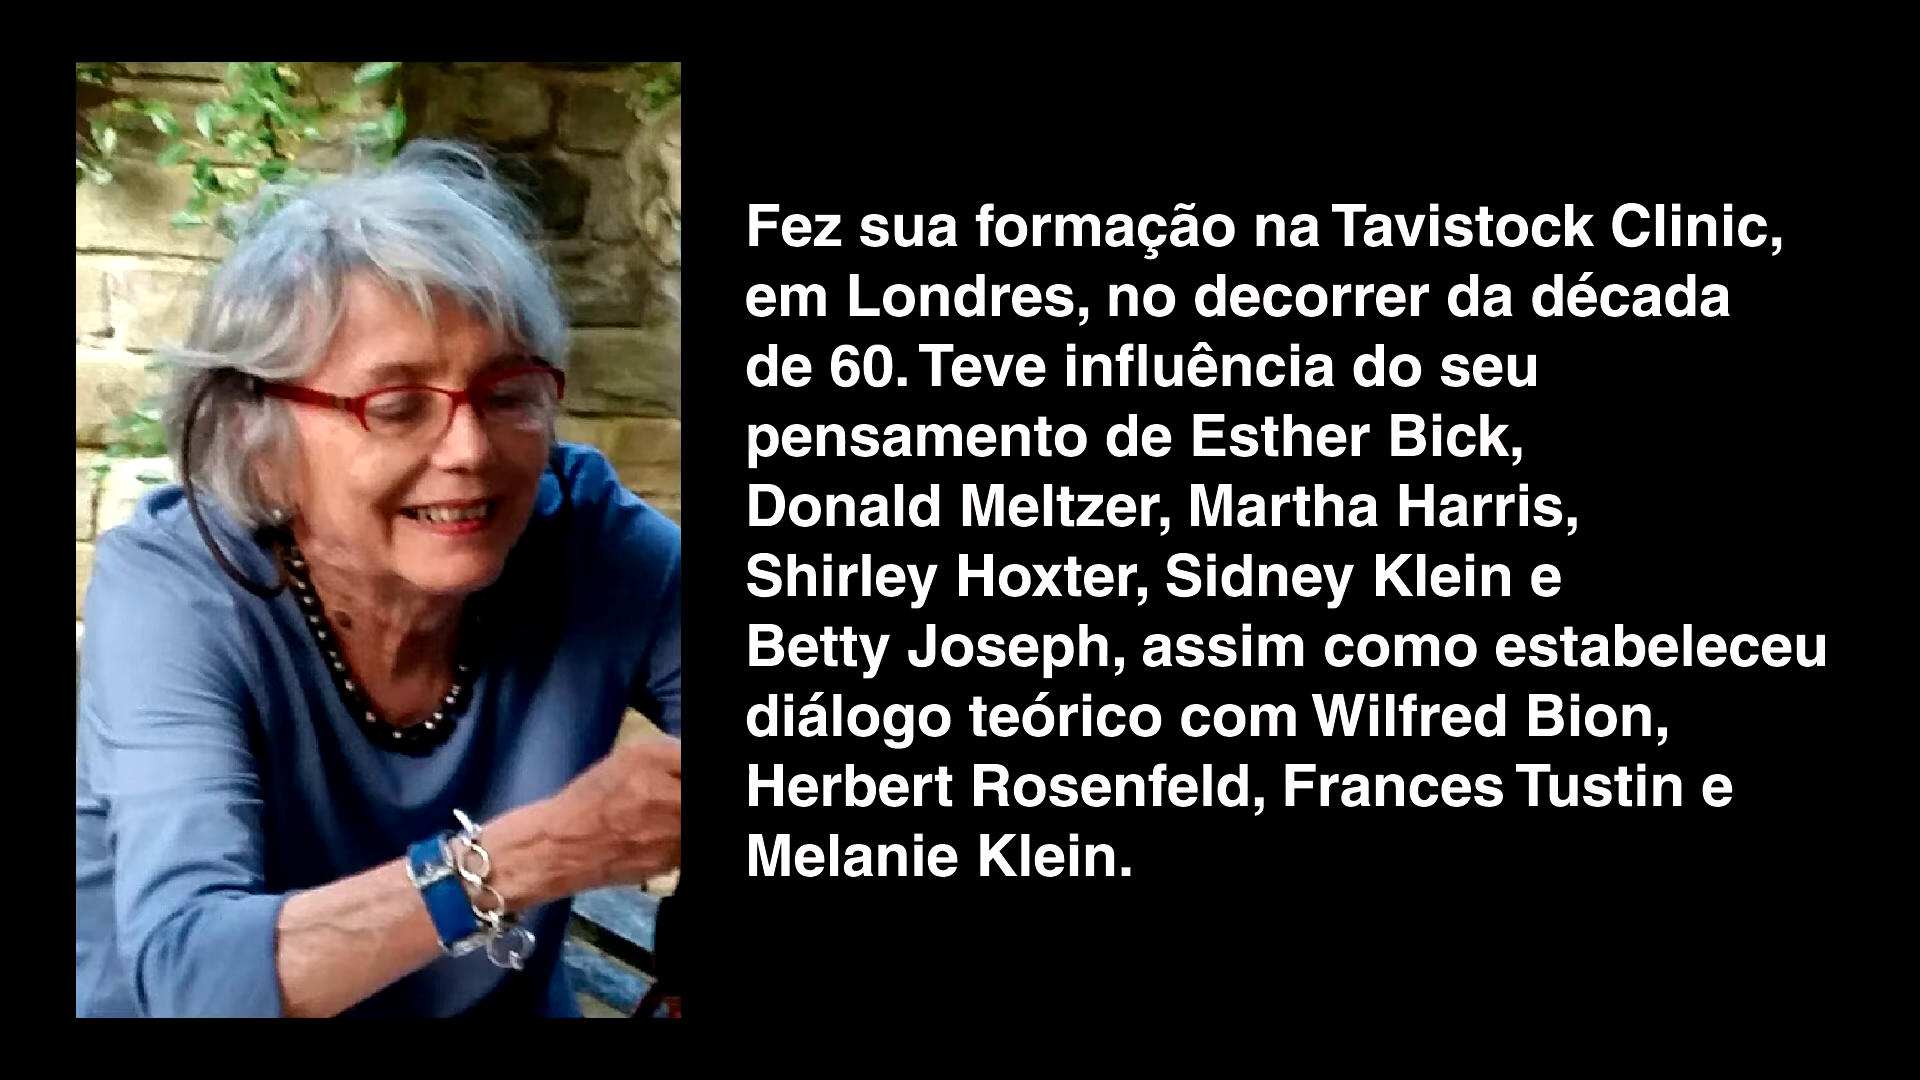 Fez sua formação na Tavistock Clinic,
em Londres, no decorrer da década
de 60. Teve influência do seu
pensamento de Esther Bick,
Donald Meltzer, Martha Harris,
Shirley Hoxter, Sidney Klein e
Betty Joseph, assim como estabeleceu
diálogo teórico com Wilfred Bion,
Herbert Rosenfeld, Frances Tustin e
Melanie Klein.